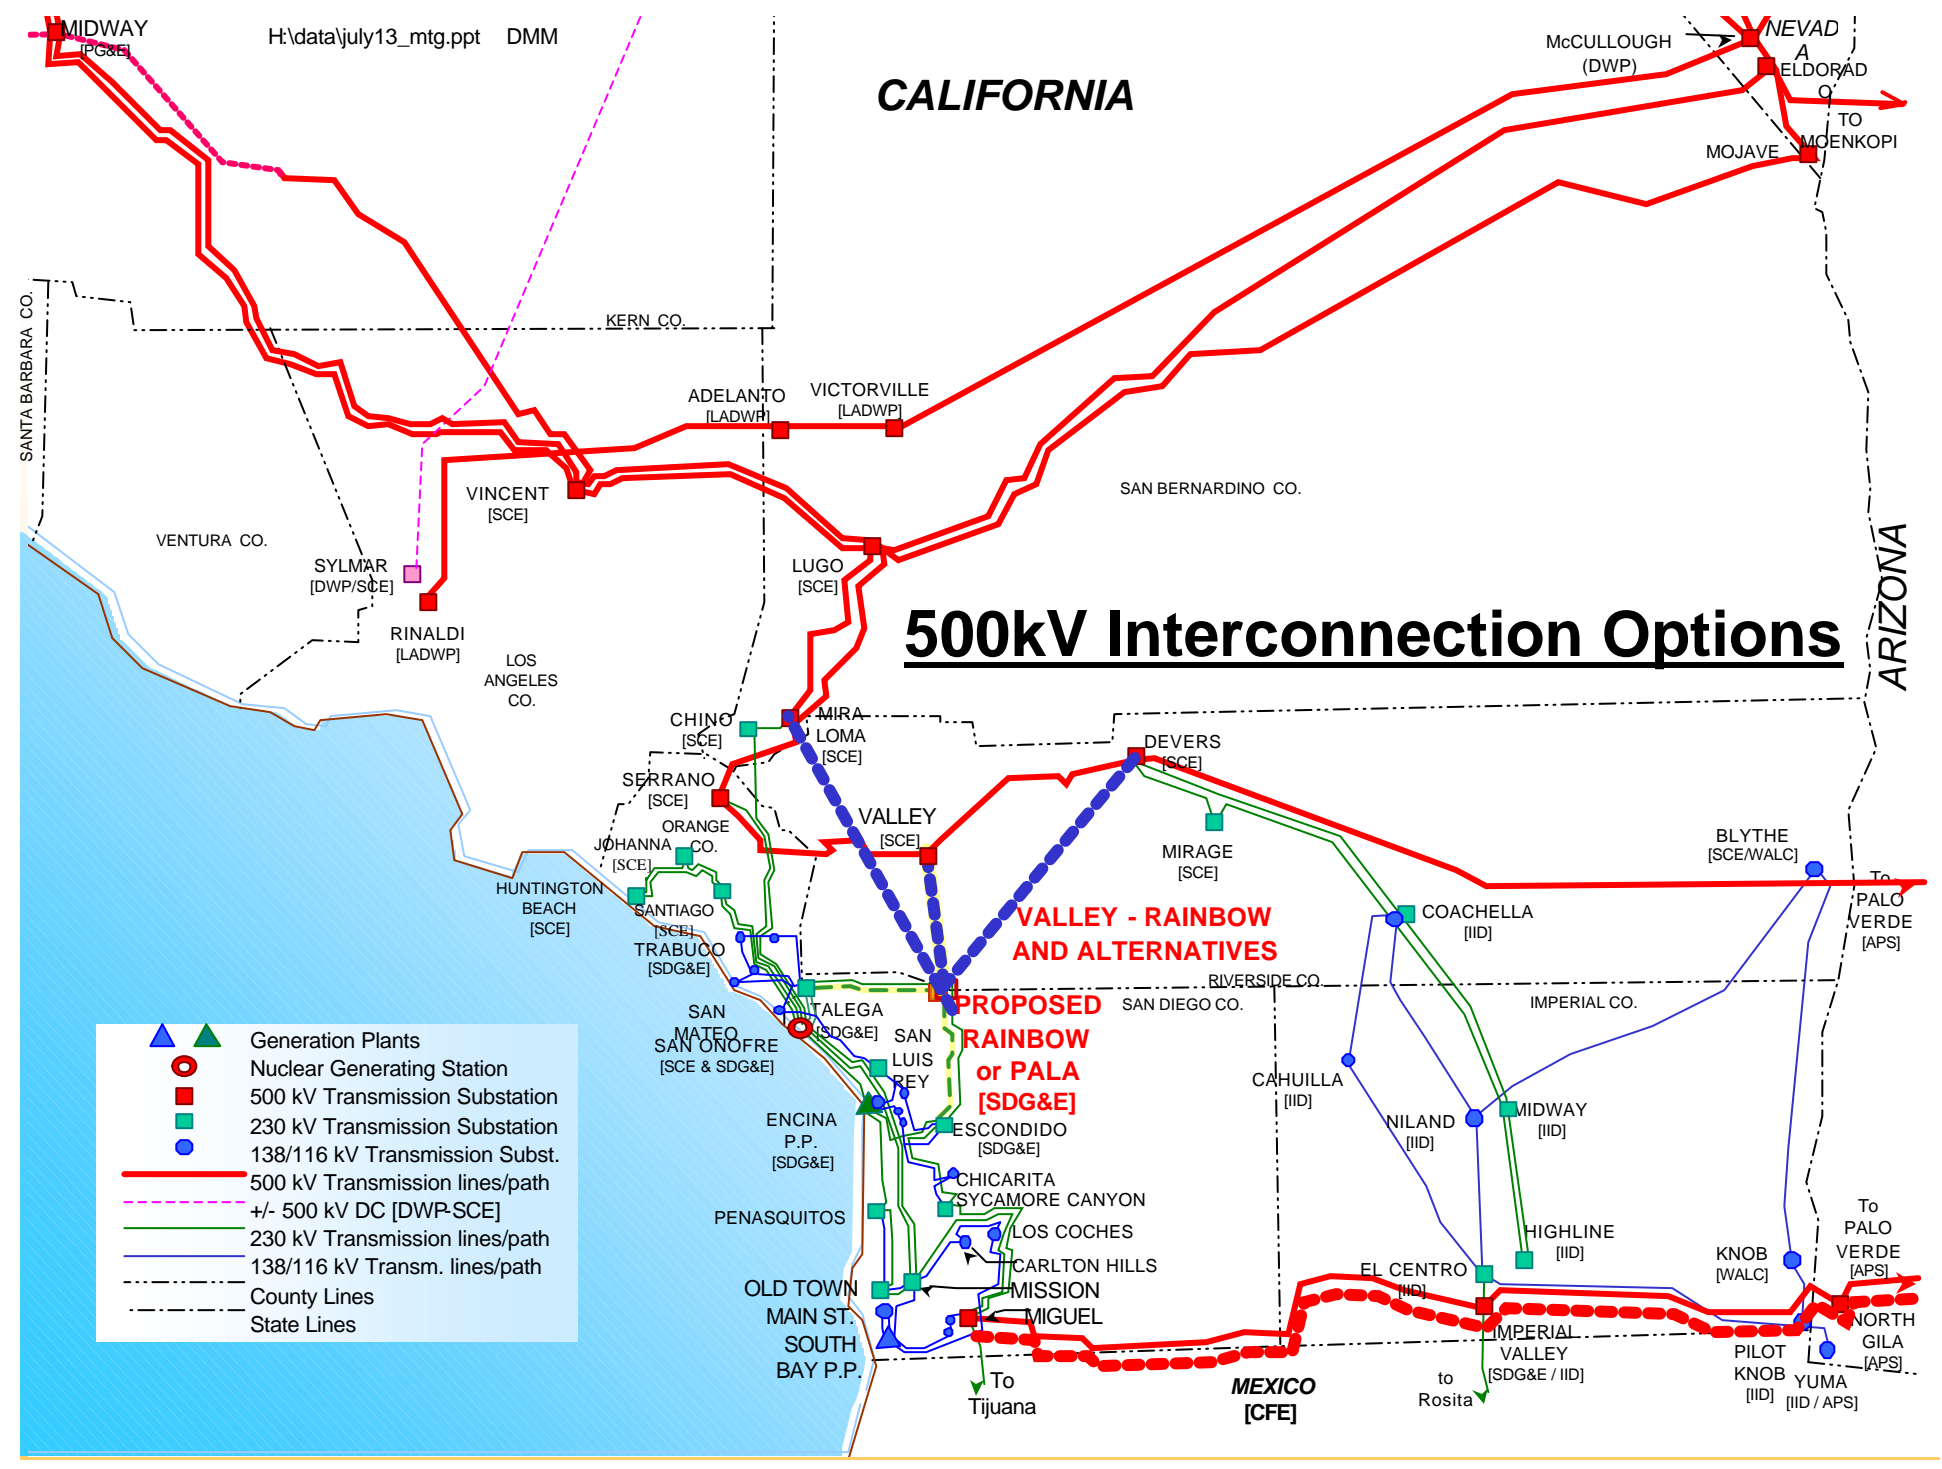 MIDWAY
[PG&E]
H:\data\july13_mtg.ppt DMM
CALIFORNIA
McCULLOUGH
(DWP)
NEVAD
A
ELDORAD
O
TO
MOENKOPI
MOJAVE
SANTA BARBARA CO.
KERN CO.
ADELANTO
[LADWP]
VICTORVILLE
[LADWP]
VINCENT
[SCE]
SAN BERNARDINO CO.
VENTURA CO.
SYLMAR
[DWP/SCE]
LUGO
[SCE]
RINALDI
[LADWP]
LOS
ANGELES
CO.
500kV Interconnection Options
ARIZONA
CHINO
[SCE]
MIRA
LOMA
[SCE]
DEVERS
[SCE]
SERRANO
[SCE]
VALLEY
[SCE]
ORANGE
CO.
JOHANNA
[SCE]
MIRAGE
[SCE]
BLYTHE
[SCE/WALC]
HUNTINGTON
BEACH
[SCE]
SANTIAGO
[SCE]
TRABUCO
[SDG&E]
VALLEY - RAINBOW
AND ALTERNATIVES
COACHELLA
[IID]
To
PALO
VERDE
[APS]
RIVERSIDE CO.
SAN DIEGO CO.
IMPERIAL CO.
SAN
MATEO
TALEGA
[SDG&E]
SAN ONOFRE
[SCE & SDG&E]
SAN
LUIS
REY
PROPOSED
RAINBOW
or PALA
[SDG&E]
CAHUILLA
[IID]
NILAND
[IID]
MIDWAY
[IID]
ENCINA
P.P.
[SDG&E]
ESCONDIDO
[SDG&E]
CHICARITA
SYCAMORE CANYON
PENASQUITOS
LOS COCHES
CARLTON HILLS
HIGHLINE
[IID]
KNOB
[WALC]
To
PALO
VERDE
[APS]
EL CENTRO
[IID]
OLD TOWN
MISSION
MAIN ST.
MIGUEL
SOUTH
BAY P.P.
IMPERIAL
VALLEY
[SDG&E / IID]
PILOT
KNOB
[IID]
NORTH
GILA
[APS]
YUMA
[IID / APS]
To
Tijuana
MEXICO
[CFE]
to
Rosita
Generation Plants
Nuclear Generating Station
500 kV Transmission Substation
230 kV Transmission Substation
138/116 kV Transmission Subst.
500 kV Transmission lines/path
+/- 500 kV DC [DWP-SCE]
230 kV Transmission lines/path
138/116 kV Transm. lines/path
County Lines
State Lines